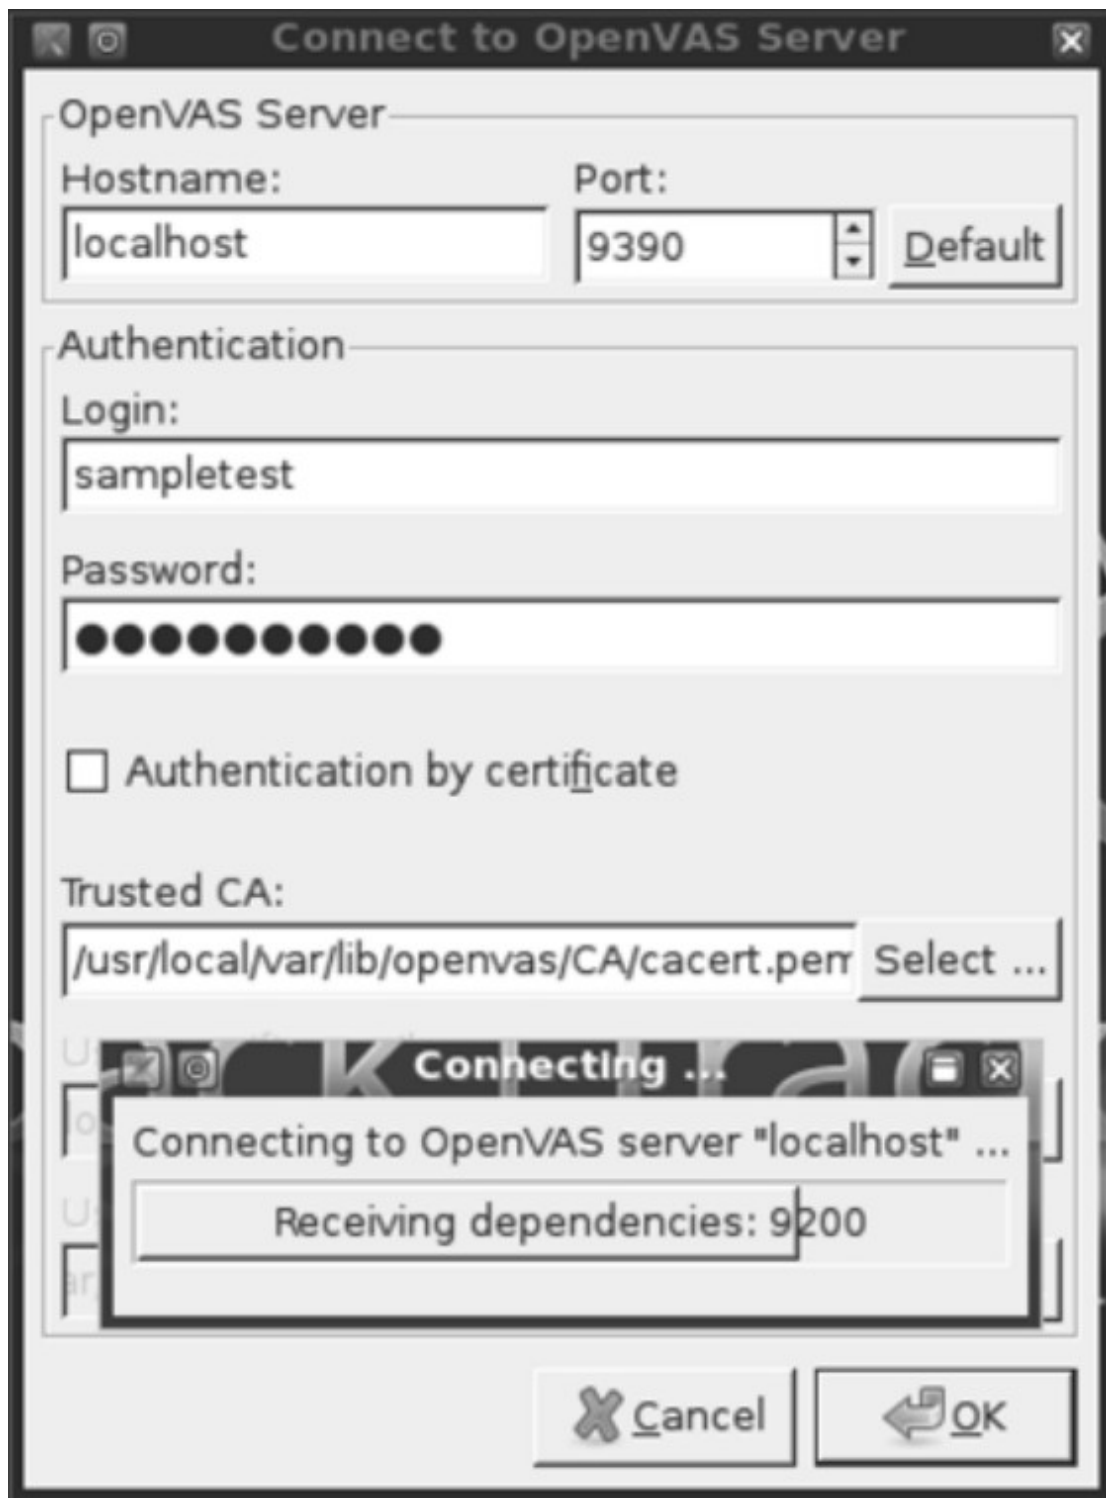 Connect to OpenVAS Server
OpenVAS Server
Hostname: Port:
localhost 9390 Default
Authentication
Login:
sampletest
Password:
●●●●●●●●●●
Authentication by certificate
Trusted CA:
/usr/local/var/lib/openvas/CA/cacert.pem Select ...
Connecting ...
Connecting to OpenVAS server "localhost" ...
Receiving dependencies: 9200
Cancel OK